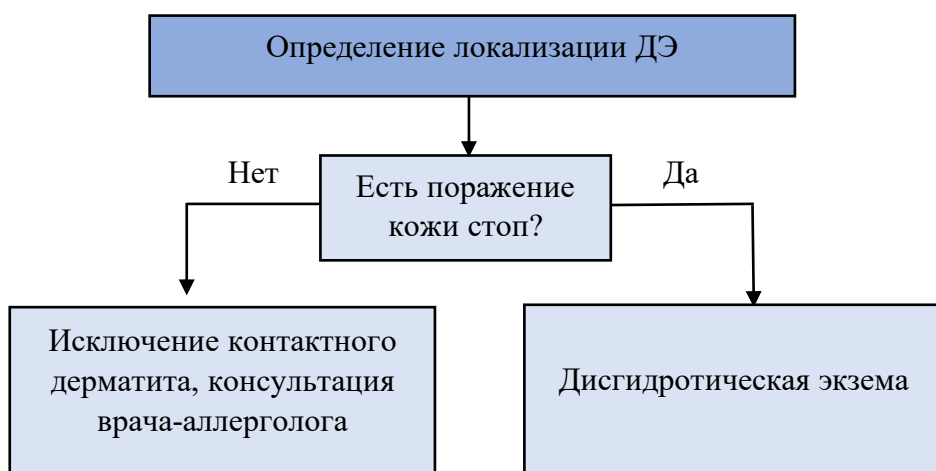 Определение локализации ДЭ
Нет
Есть поражение
кожи стоп?
Да
Исключение контактного
дерматита, консультация
врача-аллерголога
Дисгидротическая экзема